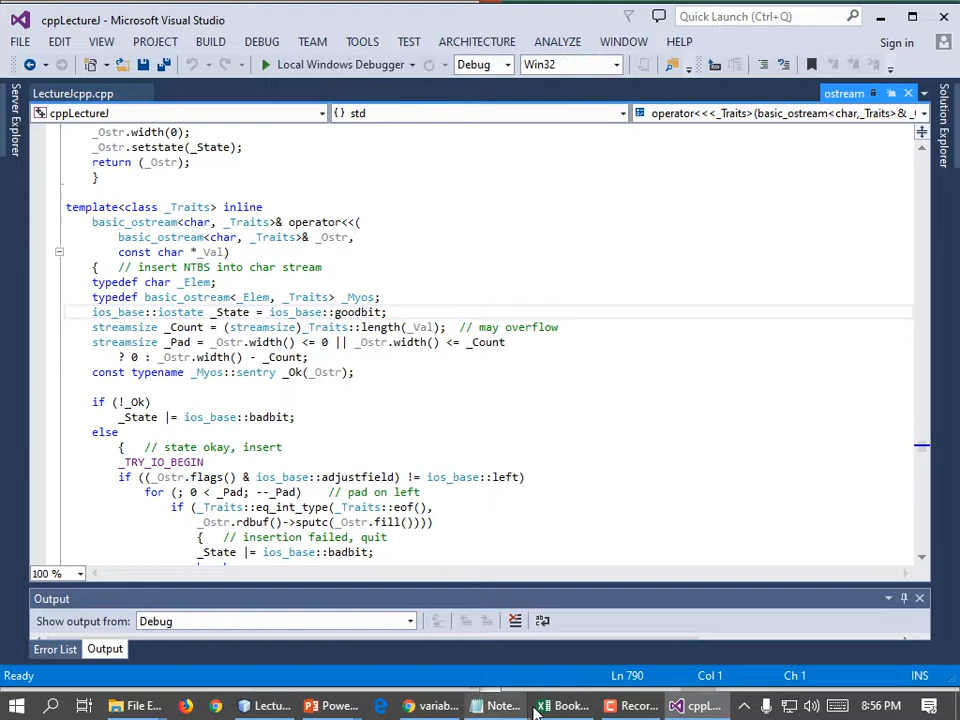 cppLectureJ - Microsoft Visual Studio
Quick Launch (Ctrl+Q)
FILE EDIT VIEW PROJECT BUILD DEBUG TEAM TOOLS TEST ARCHITECTURE ANALYZE WINDOW HELP Sign in
Local Windows Debugger Debug Win32
Server Explorer
Solution Explorer
LectureJcpp.cpp ostream
cppLectureJ std operator<<<_Traits>(basic_ostream<char,_Traits>&
_Ostr.width(0);
_Ostr.setstate(_State);
return (_Ostr);
}
template<class _Traits> inline
basic_ostream<char, _Traits>& operator<<(
basic_ostream<char, _Traits>& _Ostr,
const char *_Val)
{ // insert NTBS into char stream
typedef char _Elem;
typedef basic_ostream<_Elem, _Traits> _Myos;
ios_base::iostate _State = ios_base::goodbit;
streamsize _Count = (streamsize)_Traits::length(_Val); // may overflow
streamsize _Pad = _Ostr.width() <= 0 || _Ostr.width() <= _Count
? 0 : _Ostr.width() - _Count;
const typename _Myos::sentry _Ok(_Ostr);
if (!_Ok)
_State |= ios_base::badbit;
else
{ // state okay, insert
_TRY_IO_BEGIN
if ((_Ostr.flags() & ios_base::adjustfield) != ios_base::left)
for (; 0 < _Pad; --_Pad) // pad on left
if (_Traits::eq_int_type(_Traits::eof(),
_Ostr.rdbuf()->sputc(_Ostr.fill())))
{ // insertion failed, quit
_State |= ios_base::badbit;
100 %
Output
Show output from: Debug
Error List Output
Ready Ln 790 Col 1 Ch 1 INS
File E... Lectu... Powe... variab... Note... Book... Recor... cppL... 8:56 PM